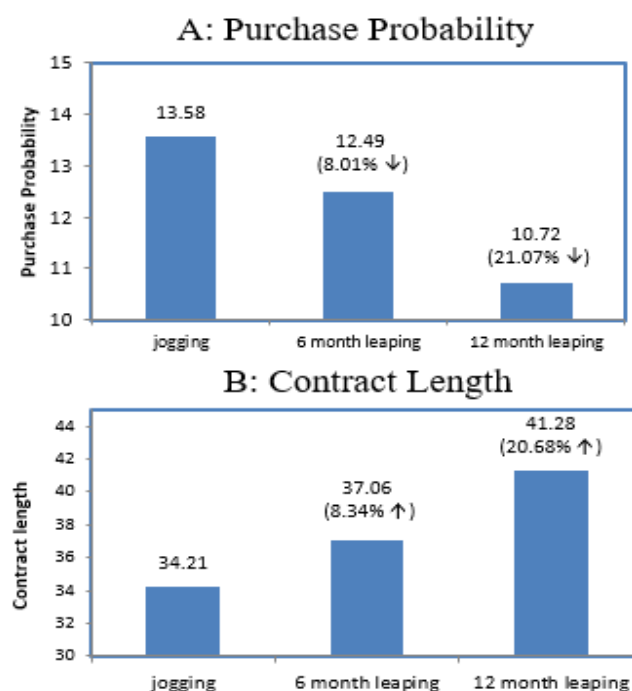 A: Purchase Probability
Purchase Probability
15
14
13
12
11
10
13.58
12.49
(8.01% ↓)
10.72
(21.07% ↓)
jogging
6 month leaping
12 month leaping
B: Contract Length
Contract length
44
42
40
38
36
34
32
30
34.21
37.06
(8.34% ↑)
41.28
(20.68% ↑)
jogging
6 month leaping
12 month leaping